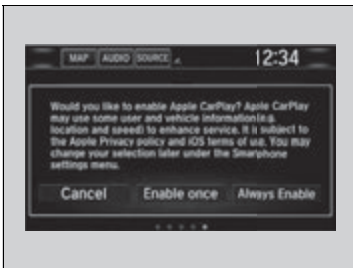 MAP AUDIO SOURCE 12:34
Would you like to enable Apple CarPlay? Apple CarPlay
may use some user and vehicle information(e.g.
location and speed) to enhance service. It is subject to
the Apple Privacy policy and iOS terms of use. You may
change your selection later under the Smartphone
settings menu.
Cancel Enable once Always Enable